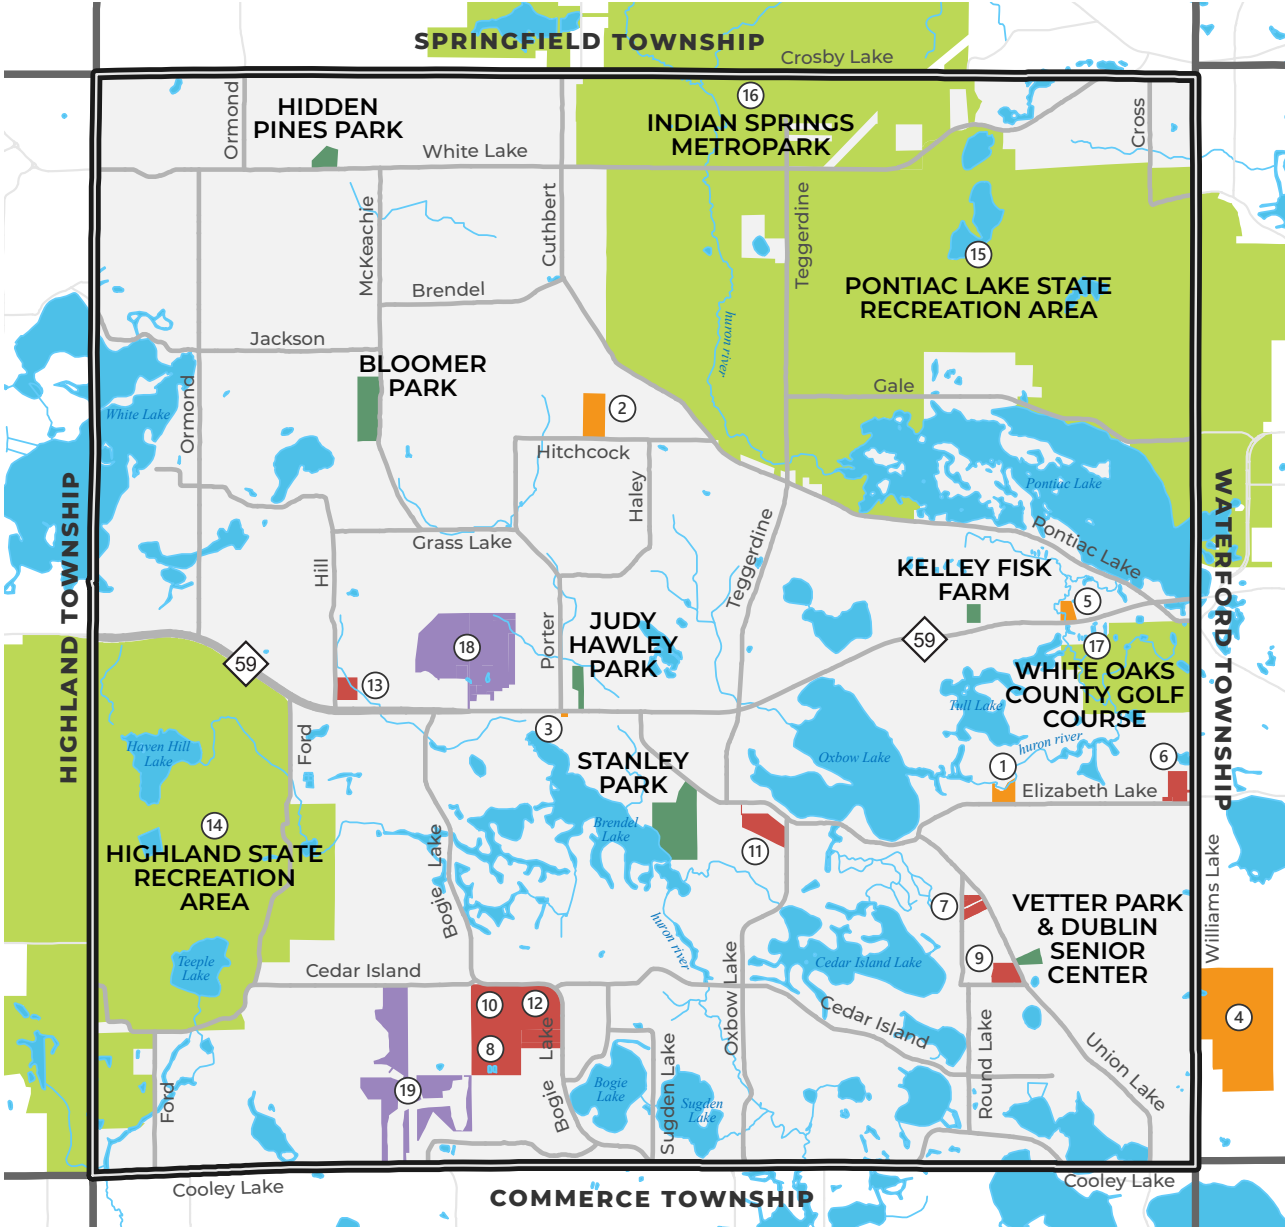 SPRINGFIELD TOWNSHIP
Crosby Lake
Ormond
HIDDEN
PINES PARK
White Lake
16
INDIAN SPRINGS
METROPARK
Cross
McKeachie
Cuthbert
Teggerdine
15
PONTIAC LAKE STATE
RECREATION AREA
Brendel
huron river
Jackson
BLOOMER
PARK
Gale
White Lake
Ormond
2
Hitchcock
Haley
Pontiac Lake
HIGHLAND TOWNSHIP
WATERFORD TOWNSHIP
Grass Lake
Hill
Teggerdine
Pontiac Lake
KELLEY FISK
FARM
5
59
18
Porter
JUDY
HAWLEY
PARK
59
17
WHITE OAKS
COUNTY GOLF
COURSE
13
Tull Lake
huron river
Haven Hill
Lake
Ford
3
STANLEY
PARK
Oxbow Lake
1
6
Elizabeth Lake
14
HIGHLAND STATE
RECREATION
AREA
Bogie Lake
Brendel
Lake
11
Williams Lake
7
VETTER PARK
& DUBLIN
SENIOR
CENTER
huron river
Teeple
Lake
Cedar Island
Oxbow Lake
Cedar Island Lake
9
10
12
8
Bogie Lake
Cedar Island
4
Round Lake
Union Lake
19
Ford
Bogie
Lake
Sugden Lake
Sugden
Lake
Cooley Lake
COMMERCE TOWNSHIP
Cooley Lake